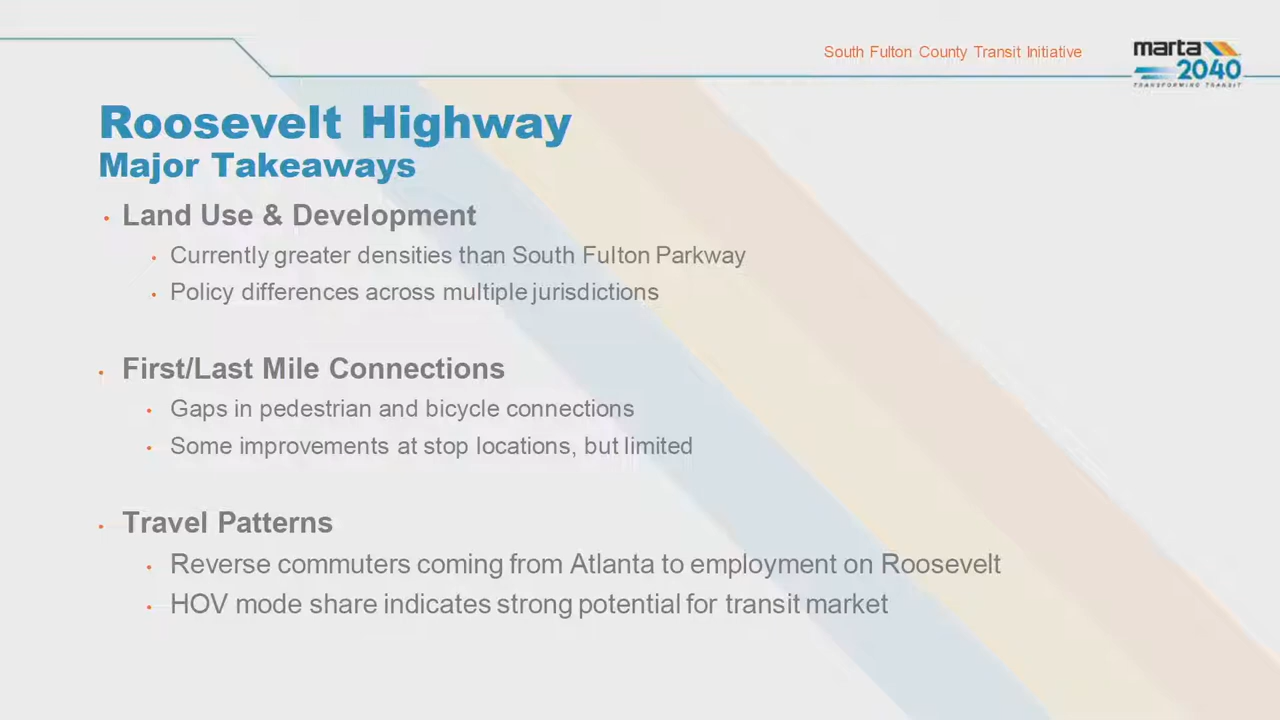 South Fulton County Transit Initiative
marta
2040
TRANSFORMING TRANSIT
Roosevelt Highway
Major Takeaways
• Land Use & Development
• Currently greater densities than South Fulton Parkway
• Policy differences across multiple jurisdictions
• First/Last Mile Connections
• Gaps in pedestrian and bicycle connections
• Some improvements at stop locations, but limited
• Travel Patterns
• Reverse commuters coming from Atlanta to employment on Roosevelt
• HOV mode share indicates strong potential for transit market